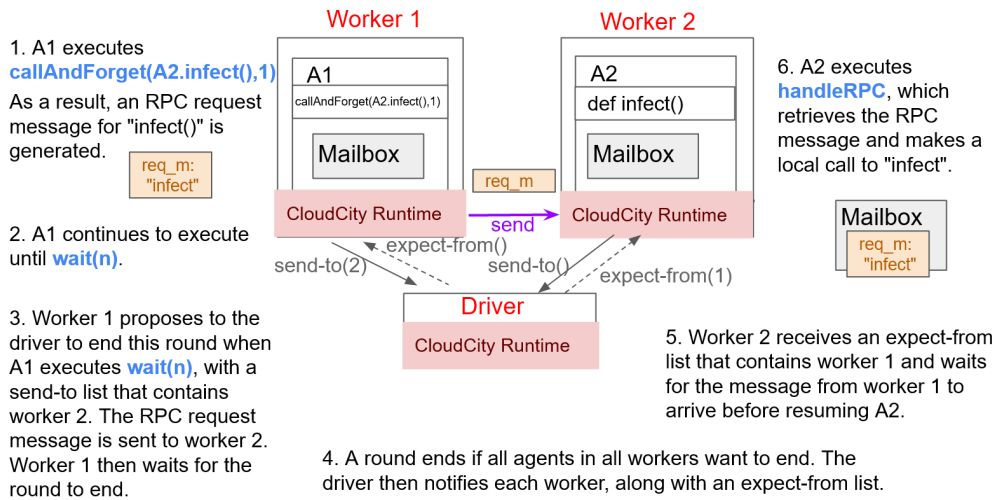 Worker 1
Worker 2
1. A1 executes
callAndForget(A2.infect(),1)
As a result, an RPC request
message for "infect()" is
generated.
req_m:
"infect"
2. A1 continues to execute
until wait(n).
3. Worker 1 proposes to the
driver to end this round when
A1 executes wait(n), with a
send-to list that contains
worker 2. The RPC request
message is sent to worker 2.
Worker 1 then waits for the
round to end.
A1
callAndForget(A2.infect(),1)
Mailbox
CloudCity Runtime
req_m
send
A2
def infect()
Mailbox
CloudCity Runtime
expect-from()
send-to(2)
send-to()
expect-from(1)
Driver
CloudCity Runtime
4. A round ends if all agents in all workers want to end. The
driver then notifies each worker, along with an expect-from list.
5. Worker 2 receives an expect-from
list that contains worker 1 and waits
for the message from worker 1 to
arrive before resuming A2.
6. A2 executes
handleRPC, which
retrieves the RPC
message and makes a
local call to "infect".
Mailbox
req_m:
"infect"